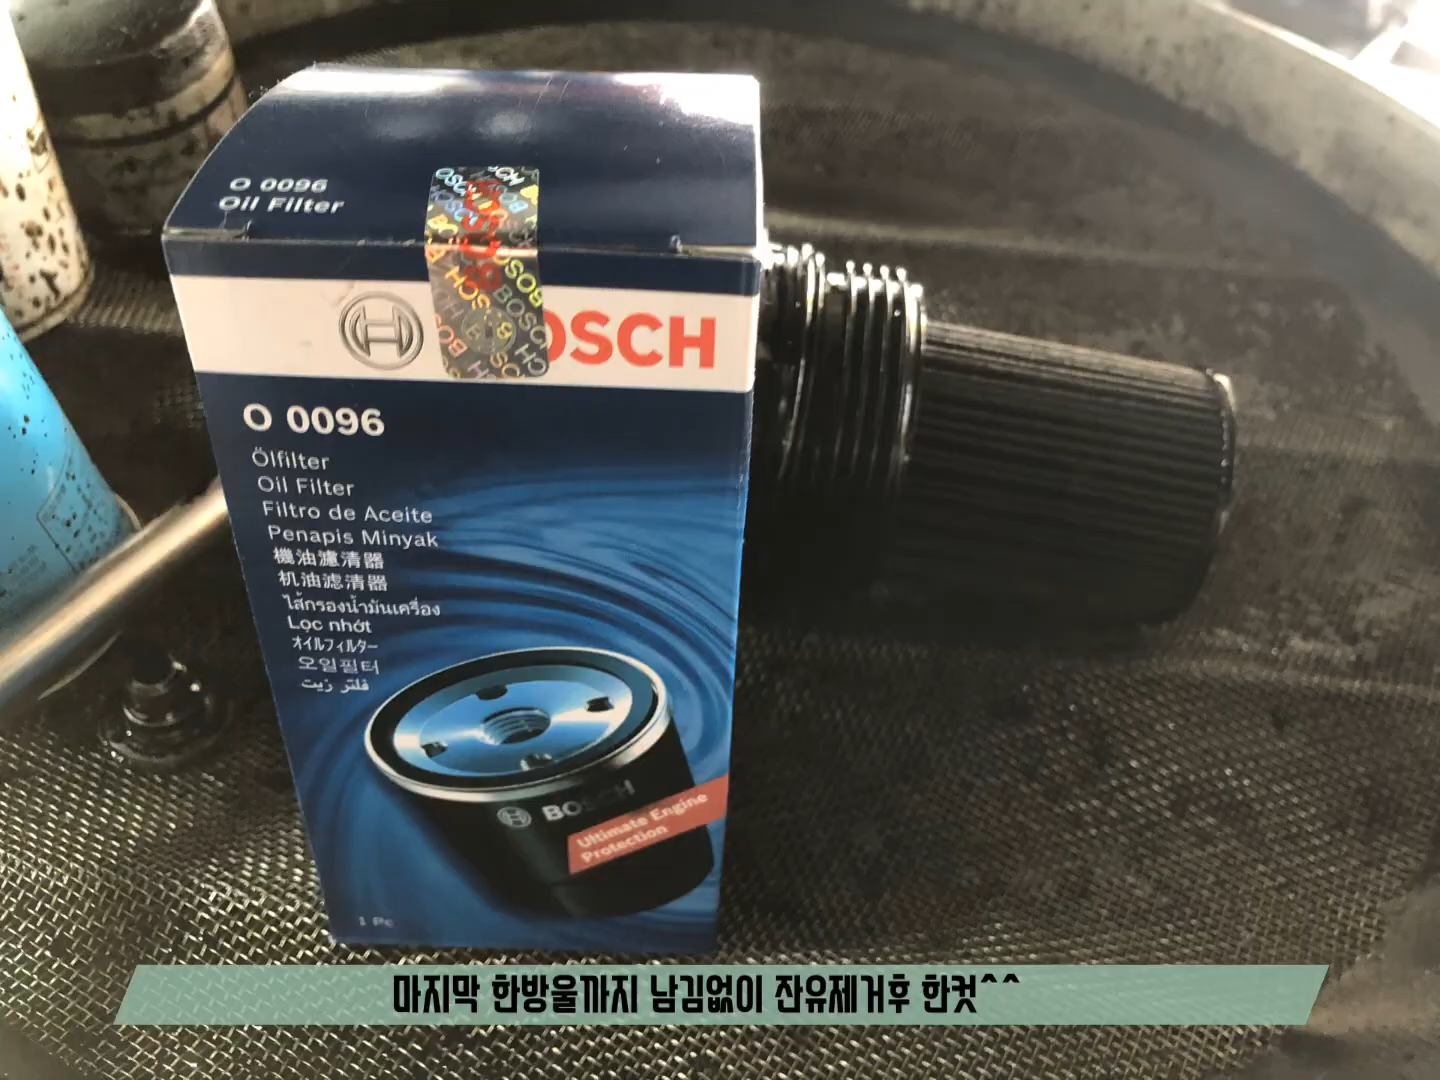 O 0096
Oil Filter
BOSCH
O 0096
Ölfilter
Oil Filter
Filtro de Aceite
Penapis Minyak
機油濾清器
机油滤清器
ไส้กรองน้ำมันเครื่อง
Lọc nhớt
オイルフィルター
오일필터
فلتر زيت
BOSCH
Ultimate Engine
Protection
1 Pc
마지막 한방울까지 남김없이 잔유제거후 한컷^^